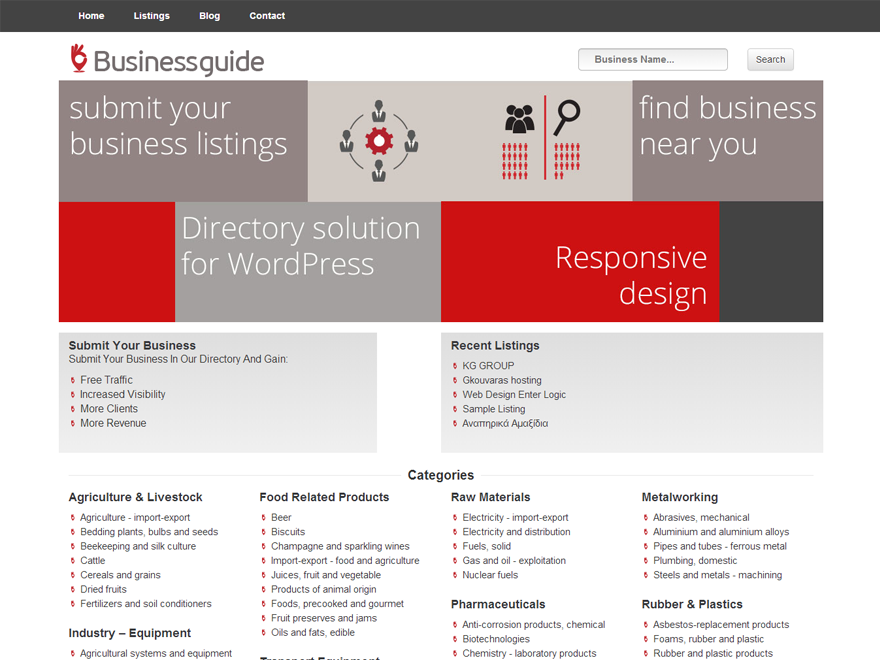 Home Listings Blog Contact
Businessguide
Business Name...
Search
submit your
business listings
find business
near you
Directory solution
for WordPress
Responsive
design
Submit Your Business
Submit Your Business In Our Directory And Gain:
Free Traffic
Increased Visibility
More Clients
More Revenue
Recent Listings
KG GROUP
Gkouvaras hosting
Web Design Enter Logic
Sample Listing
Αναπηρικά Αμαξίδια
Categories
Agriculture & Livestock
Agriculture - import-export
Bedding plants, bulbs and seeds
Beekeeping and silk culture
Cattle
Cereals and grains
Dried fruits
Fertilizers and soil conditioners
Industry – Equipment
Agricultural systems and equipment
Food Related Products
Beer
Biscuits
Champagne and sparkling wines
Import-export - food and agriculture
Juices, fruit and vegetable
Products of animal origin
Foods, precooked and gourmet
Fruit preserves and jams
Oils and fats, edible
Transport Equipment
Raw Materials
Electricity - import-export
Electricity and distribution
Fuels, solid
Gas and oil - exploitation
Nuclear fuels
Pharmaceuticals
Anti-corrosion products, chemical
Biotechnologies
Chemistry - laboratory products
Metalworking
Abrasives, mechanical
Aluminium and aluminium alloys
Pipes and tubes - ferrous metal
Plumbing, domestic
Steels and metals - machining
Rubber & Plastics
Asbestos-replacement products
Foams, rubber and plastic
Rubber and plastic products